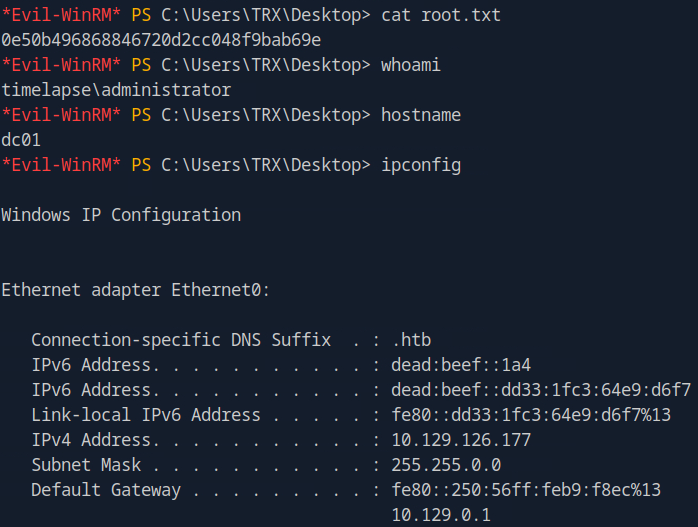 *Evil-WinRM* PS C:\Users\TRX\Desktop> cat root.txt
0e50b496868846720d2cc048f9bab69e
*Evil-WinRM* PS C:\Users\TRX\Desktop> whoami
timelapse\administrator
*Evil-WinRM* PS C:\Users\TRX\Desktop> hostname
dc01
*Evil-WinRM* PS C:\Users\TRX\Desktop> ipconfig
Windows IP Configuration
Ethernet adapter Ethernet0:
Connection-specific DNS Suffix  . : .htb
IPv6 Address. . . . . . . . . . . : dead:beef::1a4
IPv6 Address. . . . . . . . . . . : dead:beef::dd33:1fc3:64e9:d6f7
Link-local IPv6 Address . . . . . : fe80::dd33:1fc3:64e9:d6f7%13
IPv4 Address. . . . . . . . . . . : 10.129.126.177
Subnet Mask . . . . . . . . . . . : 255.255.0.0
Default Gateway . . . . . . . . . : fe80::250:56ff:feb9:f8ec%13
10.129.0.1